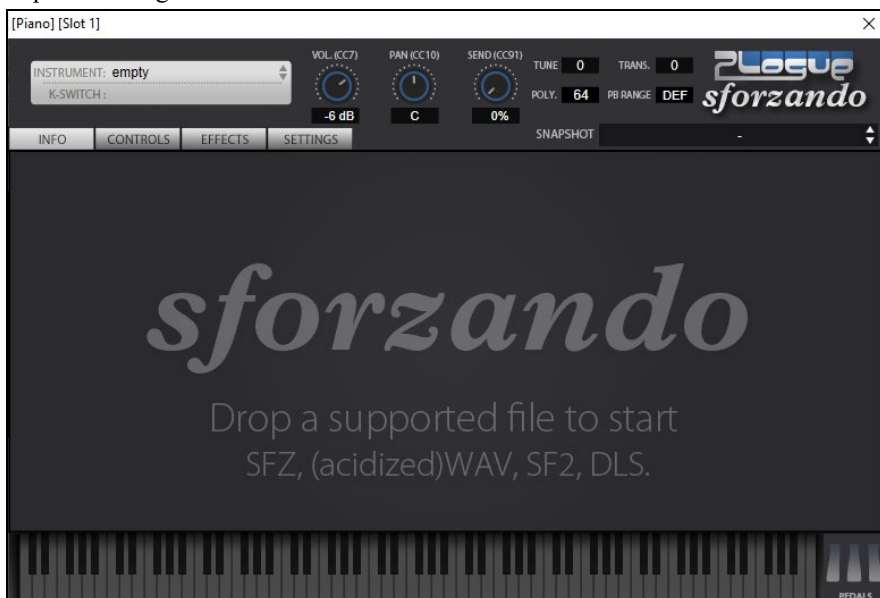 [Piano] [Slot 1]
INSTRUMENT: empty
K-SWITCH :
VOL. (CC7) PAN (CC10) SEND (CC91)
-6 dB C 0%
TUNE 0 TRANS. 0
POLY. 64 PB RANGE DEF
Plogue
sforzando
INFO CONTROLS EFFECTS SETTINGS
SNAPSHOT -
sforzando
Drop a supported file to start
SFZ, (acidized)WAV, SF2, DLS.
PEDALS